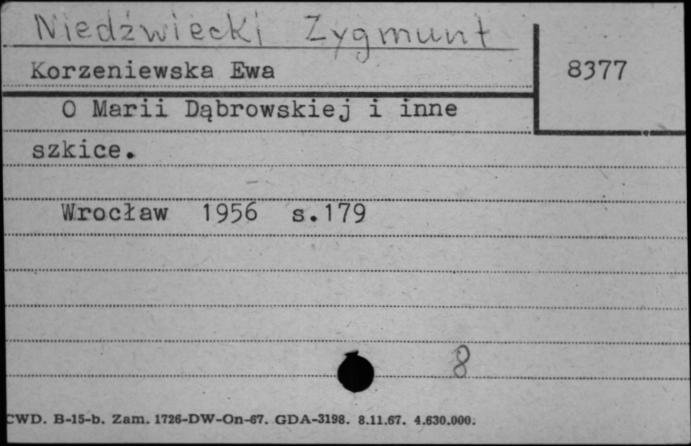 Niedźwiecki Zygmunt
Korzeniewska Ewa
8377
O Marii Dąbrowskiej i inne
szkice.
Wrocław 1956 s.179
8
CWD. B-15-b. Zam. 1726-DW-On-67. GDA-3198. 8.11.67. 4.630.000.